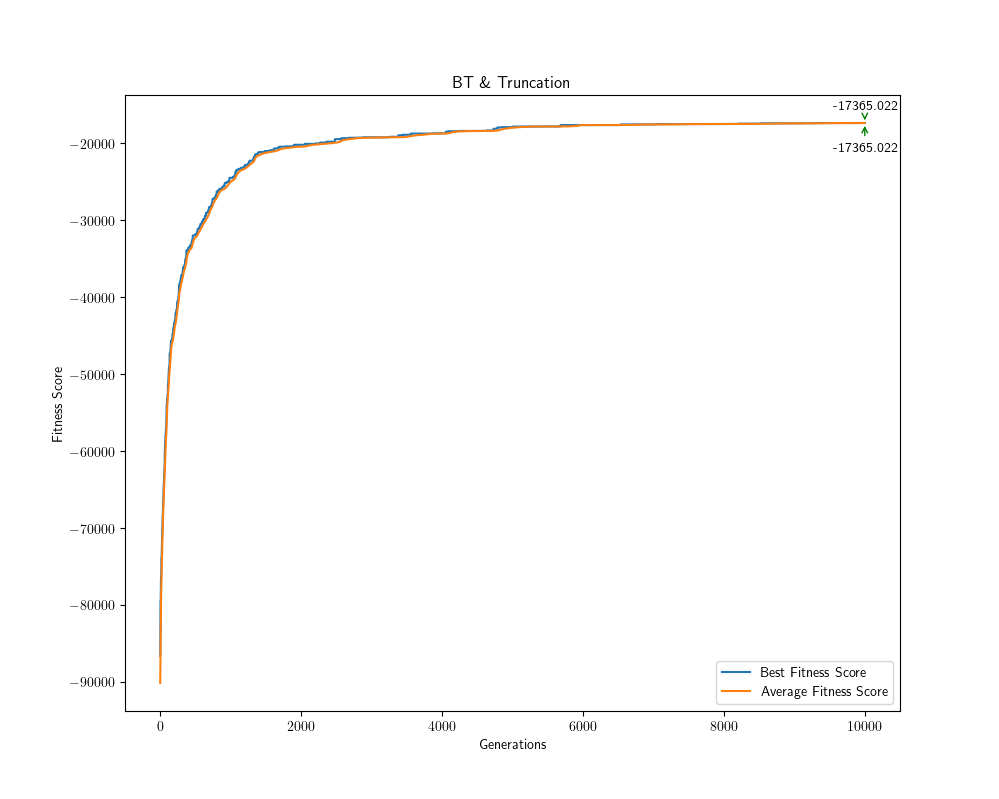 BT & Truncation
-17365.022
-17365.022
−20000
−30000
−40000
−50000
−60000
−70000
−80000
−90000
Fitness Score
Best Fitness Score
Average Fitness Score
0 2000 4000 6000 8000 10000
Generations